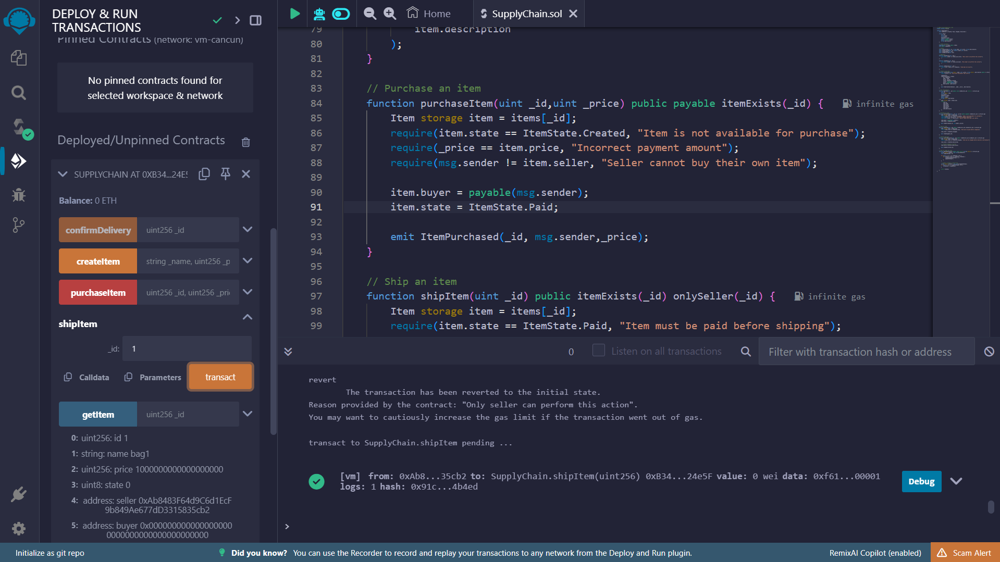 DEPLOY & RUN
TRANSACTIONS
Pinned Contracts (network: vm-cancun)
No pinned contracts found for
selected workspace & network
Deployed/Unpinned Contracts
SUPPLYCHAIN AT 0XB34...24E5
Balance: 0 ETH
confirmDelivery uint256 _id
createItem string _name, uint256 _p
purchaseItem uint256 _id, uint256 _pri
shipItem
_id: 1
Calldata Parameters transact
getItem uint256 _id
0: uint256: id 1
1: string: name bag1
2: uint256: price 1000000000000000000
3: uint8: state 0
4: address: seller 0xAb8483F64d9C6d1EcF
9b849Ae677dD3315835cb2
5: address: buyer 0x000000000000000000
0000000000000000000000
Home SupplyChain.sol
79 item.description
80 );
81 }
82
83 // Purchase an item
84 function purchaseItem(uint _id,uint _price) public payable itemExists(_id) { infinite gas
85 Item storage item = items[_id];
86 require(item.state == ItemState.Created, "Item is not available for purchase");
87 require(_price == item.price, "Incorrect payment amount");
88 require(msg.sender != item.seller, "Seller cannot buy their own item");
89
90 item.buyer = payable(msg.sender);
91 item.state = ItemState.Paid;
92
93 emit ItemPurchased(_id, msg.sender,_price);
94 }
95
96 // Ship an item
97 function shipItem(uint _id) public itemExists(_id) onlySeller(_id) { infinite gas
98 Item storage item = items[_id];
99 require(item.state == ItemState.Paid, "Item must be paid before shipping");
0 Listen on all transactions Filter with transaction hash or address
revert
The transaction has been reverted to the initial state.
Reason provided by the contract: "Only seller can perform this action".
You may want to cautiously increase the gas limit if the transaction went out of gas.
transact to SupplyChain.shipItem pending ...
[vm] from: 0xAb8...35cb2 to: SupplyChain.shipItem(uint256) 0xB34...24e5F value: 0 wei data: 0xf61...00001
logs: 1 hash: 0x91c...4b4ed
Debug
>
Initialize as git repo
Did you know? You can use the Recorder to record and replay your transactions to any network from the Deploy and Run plugin.
RemixAI Copilot (enabled)
Scam Alert